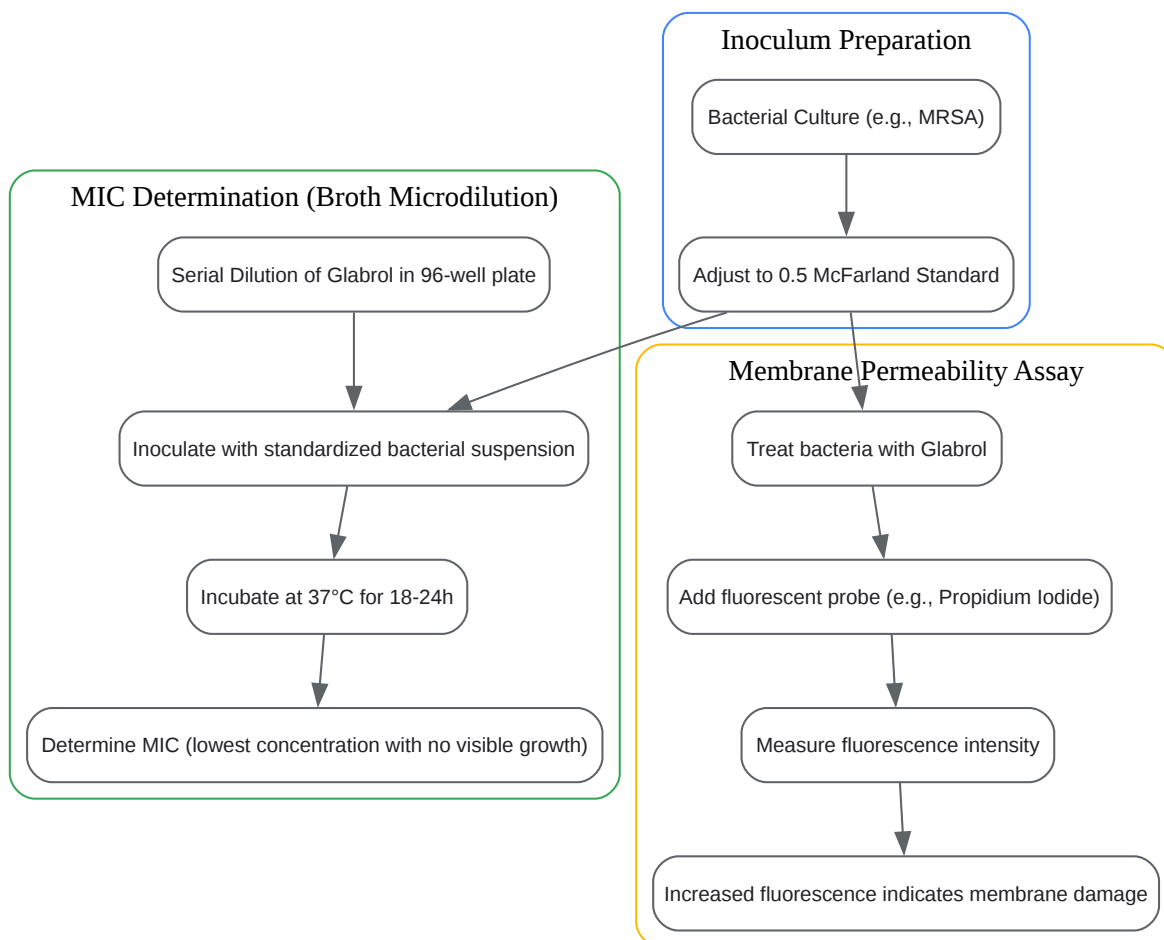 Inoculum Preparation
Bacterial Culture (e.g., MRSA)
Adjust to 0.5 McFarland Standard
MIC Determination (Broth Microdilution)
Serial Dilution of Glabrol in 96-well plate
Inoculate with standardized bacterial suspension
Incubate at 37°C for 18-24h
Determine MIC (lowest concentration with no visible growth)
Membrane Permeability Assay
Treat bacteria with Glabrol
Add fluorescent probe (e.g., Propidium Iodide)
Measure fluorescence intensity
Increased fluorescence indicates membrane damage